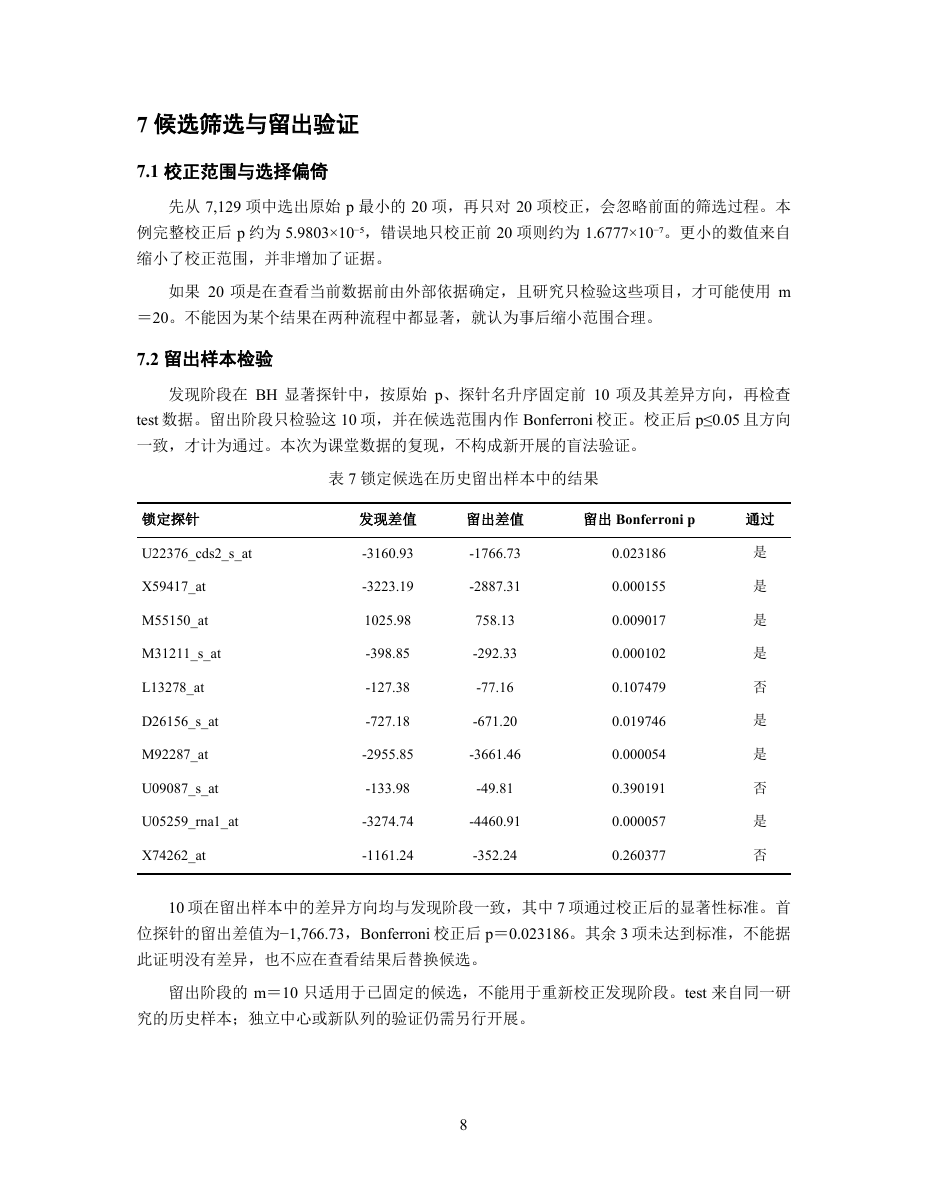 7 候选筛选与留出验证
7.1 校正范围与选择偏倚
先从 7,129 项中选出原始 p 最小的 20 项，再只对 20 项校正，会忽略前面的筛选过程。本
例完整校正后 p 约为 5.9803×10⁻⁵，错误地只校正前 20 项则约为 1.6777×10⁻⁷。更小的数值来自
缩小了校正范围，并非增加了证据。
如果 20 项是在查看当前数据前由外部依据确定，且研究只检验这些项目，才可能使用 m
＝20。不能因为某个结果在两种流程中都显著，就认为事后缩小范围合理。
7.2 留出样本检验
发现阶段在 BH 显著探针中，按原始 p、探针名升序固定前 10 项及其差异方向，再检查
test 数据。留出阶段只检验这 10 项，并在候选范围内作 Bonferroni 校正。校正后 p≤0.05 且方向
一致，才计为通过。本次为课堂数据的复现，不构成新开展的盲法验证。
表 7 锁定候选在历史留出样本中的结果
锁定探针 发现差值 留出差值 留出 Bonferroni p 通过
U22376_cds2_s_at -3160.93 -1766.73 0.023186 是
X59417_at -3223.19 -2887.31 0.000155 是
M55150_at 1025.98 758.13 0.009017 是
M31211_s_at -398.85 -292.33 0.000102 是
L13278_at -127.38 -77.16 0.107479 否
D26156_s_at -727.18 -671.20 0.019746 是
M92287_at -2955.85 -3661.46 0.000054 是
U09087_s_at -133.98 -49.81 0.390191 否
U05259_rna1_at -3274.74 -4460.91 0.000057 是
X74262_at -1161.24 -352.24 0.260377 否
10 项在留出样本中的差异方向均与发现阶段一致，其中 7 项通过校正后的显著性标准。首
位探针的留出差值为−1,766.73，Bonferroni 校正后 p＝0.023186。其余 3 项未达到标准，不能据
此证明没有差异，也不应在查看结果后替换候选。
留出阶段的 m＝10 只适用于已固定的候选，不能用于重新校正发现阶段。test 来自同一研
究的历史样本；独立中心或新队列的验证仍需另行开展。
8